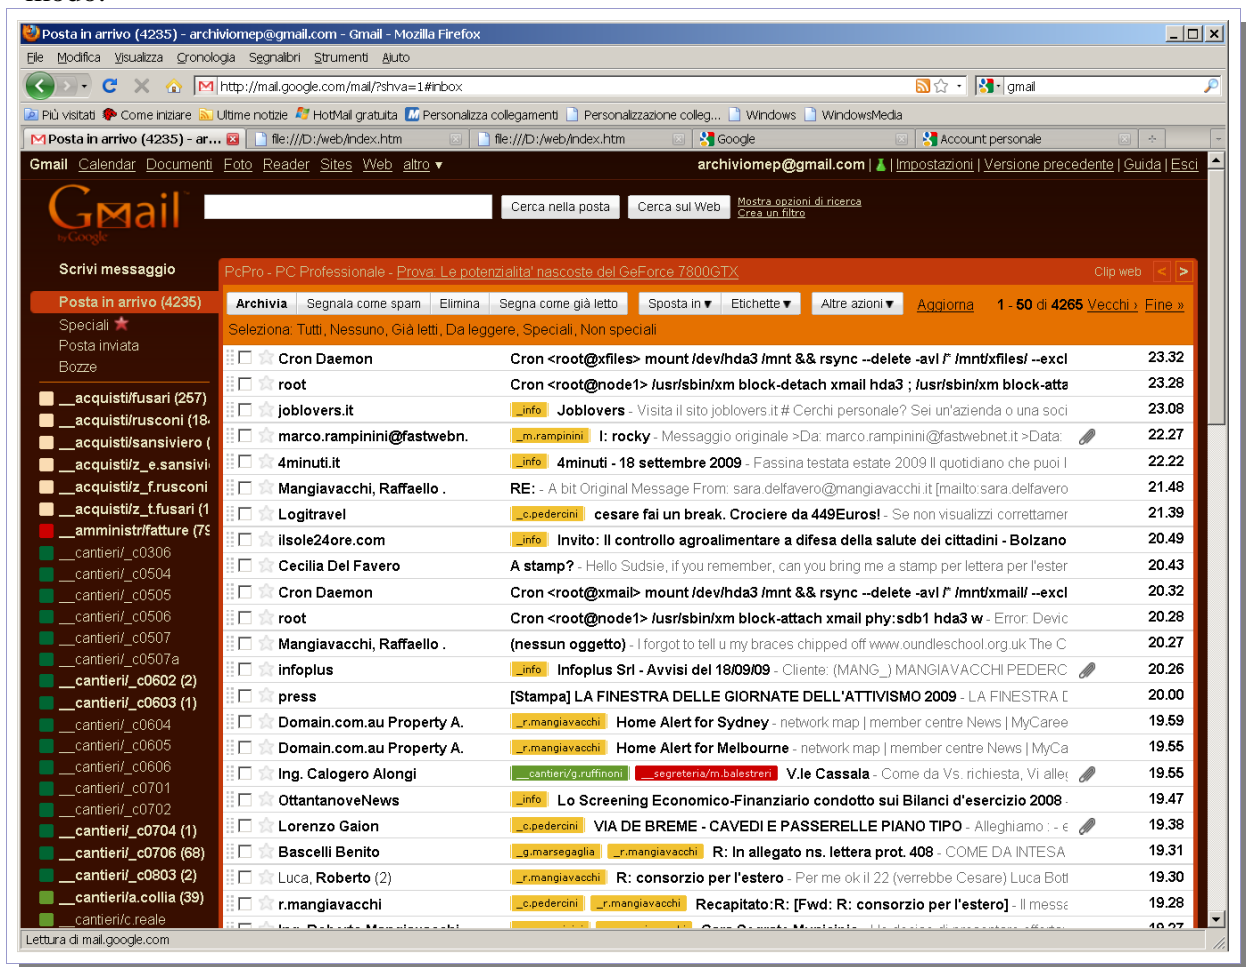 Posta in arrivo (4235) - archiviomep@gmail.com - Gmail - Mozilla Firefox
File Modifica Visualizza Cronologia Segnalibri Strumenti Aiuto
http://mail.google.com/mail/?shva=1#inbox gmail
Più visitati Come iniziare Ultime notizie HotMail gratuita Personalizza collegamenti Personalizzazione colleg... Windows WindowsMedia
Posta in arrivo (4235) - ar... file:///D:/web/index.htm file:///D:/web/index.htm Google Account personale
Gmail Calendar Documenti Foto Reader Sites Web altro ▼ archiviomep@gmail.com | | Impostazioni | Versione precedente | Guida | Esci
Gmail by Google Cerca nella posta Cerca sul Web Mostra opzioni di ricerca
Crea un filtro
Scrivi messaggio
PcPro - PC Professionale - Prova: Le potenzialita' nascoste del GeForce 7800GTX Clip web < >
Posta in arrivo (4235)
Speciali
Posta inviata
Bozze
__acquisti/fusari (257)
__acquisti/rusconi (18
__acquisti/sansiviero (
__acquisti/z_e.sansivi
__acquisti/z_f.rusconi
__acquisti/z_t.fusari (1
__amministr/fatture (79
__cantieri/_c0306
__cantieri/_c0504
__cantieri/_c0505
__cantieri/_c0506
__cantieri/_c0507
__cantieri/_c0507a
__cantieri/_c0602 (2)
__cantieri/_c0603 (1)
__cantieri/_c0604
__cantieri/_c0605
__cantieri/_c0606
__cantieri/_c0701
__cantieri/_c0702
__cantieri/_c0704 (1)
__cantieri/_c0706 (68)
__cantieri/_c0803 (2)
__cantieri/a.collia (39)
__cantieri/c.reale
Archivia Segnala come spam Elimina Segna come già letto Sposta in ▼ Etichette ▼ Altre azioni ▼ Aggiorna 1 - 50 di 4265 Vecchi › Fine »
Seleziona: Tutti, Nessuno, Già letti, Da leggere, Speciali, Non speciali
Cron Daemon Cron <root@xfiles> mount /dev/hda3 /mnt && rsync --delete -avl /* /mnt/xfiles/ --excl 23.32
root Cron <root@node1> /usr/sbin/xm block-detach xmail hda3 ; /usr/sbin/xm block-atta 23.28
joblovers.it _info Joblovers - Visita il sito joblovers.it # Cerchi personale? Sei un'azienda o una soci 23.08
marco.rampinini@fastwebn. _m.rampinini I: rocky - Messaggio originale >Da: marco.rampinini@fastwebnet.it >Data: 22.27
4minuti.it _info 4minuti - 18 settembre 2009 - Fassina testata estate 2009 Il quotidiano che puoi l 22.22
Mangiavacchi, Raffaello . RE: - A bit Original Message From: sara.delfavero@mangiavacchi.it [mailto:sara.delfavero 21.48
Logitravel _c.pedercini cesare fai un break. Crociere da 449Euros! - Se non visualizzi correttamer 21.39
ilsole24ore.com _info Invito: Il controllo agroalimentare a difesa della salute dei cittadini - Bolzano 20.49
Cecilia Del Favero A stamp? - Hello Sudsie, if you remember, can you bring me a stamp per lettera per l'ester 20.43
Cron Daemon Cron <root@xmail> mount /dev/hda3 /mnt && rsync --delete -avl /* /mnt/xmail/ --excl 20.32
root Cron <root@node1> /usr/sbin/xm block-attach xmail phy:sdb1 hda3 w - Error: Devic 20.28
Mangiavacchi, Raffaello . (nessun oggetto) - I forgot to tell u my braces chipped off www.oundleschool.org.uk The C 20.27
infoplus _info Infoplus Srl - Avvisi del 18/09/09 - Cliente: (MANG_) MANGIAVACCHI PEDERC 20.26
press [Stampa] LA FINESTRA DELLE GIORNATE DELL'ATTIVISMO 2009 - LA FINESTRA D 20.00
Domain.com.au Property A. _r.mangiavacchi Home Alert for Sydney - network map | member centre News | MyCaree 19.59
Domain.com.au Property A. _r.mangiavacchi Home Alert for Melbourne - network map | member centre News | MyCa 19.55
Ing. Calogero Alongi __cantieri/g.ruffinoni __segreteria/m.balestreri V.le Cassala - Come da Vs. richiesta, Vi alleg 19.55
OttantanoveNews _info Lo Screening Economico-Finanziario condotto sui Bilanci d'esercizio 2008 - 19.47
Lorenzo Gaion _c.pedercini VIA DE BREME - CAVEDI E PASSERELLE PIANO TIPO - Alleghiamo : - e 19.38
Bascelli Benito _g.marsegaglia _r.mangiavacchi R: In allegato ns. lettera prot. 408 - COME DA INTESA 19.31
Luca, Roberto (2) _r.mangiavacchi R: consorzio per l'estero - Per me ok il 22 (verrebbe Cesare) Luca Bott 19.30
r.mangiavacchi _c.pedercini _r.mangiavacchi Recapitato:R: [Fwd: R: consorzio per l'estero] - Il messa 19.28
Lettura di mail.google.com